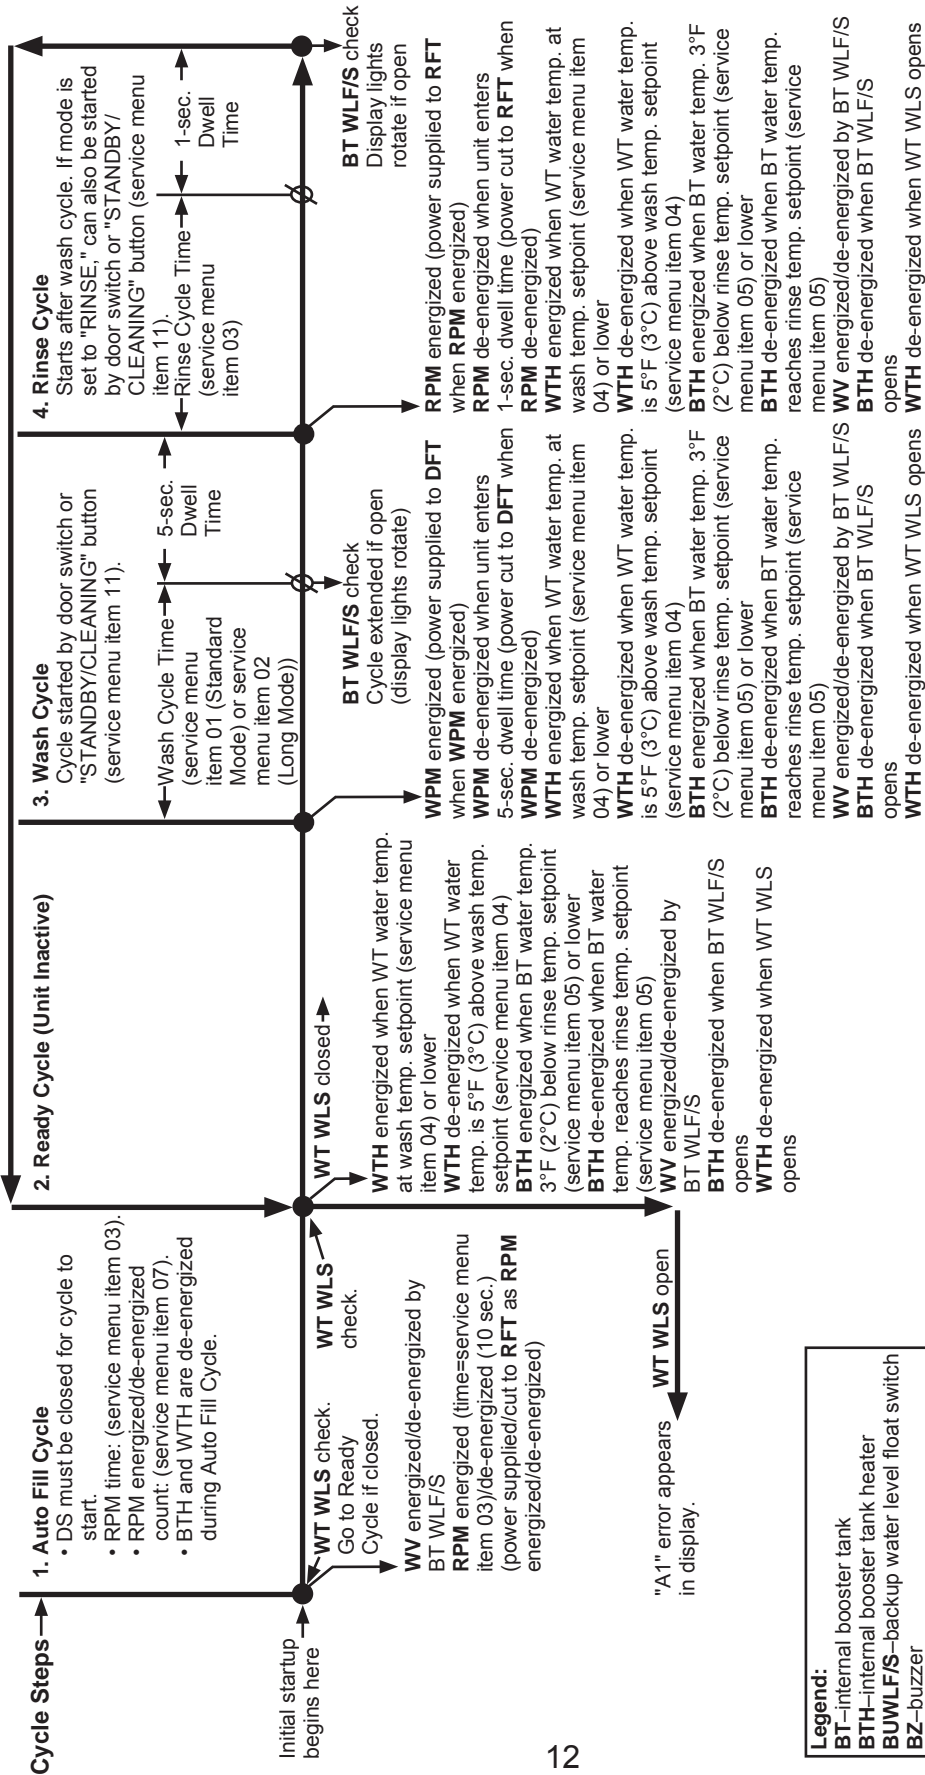 Cycle Steps
1. Auto Fill Cycle
• DS must be closed for cycle to
start.
• RPM time: (service menu item 03).
• RPM energized/de-energized
count: (service menu item 07).
• BTH and WTH are de-energized
during Auto Fill Cycle.
Initial startup
begins here
WT WLS check.
Go to Ready
Cycle if closed.
WT WLS
check.
WV energized/de-energized by
BT WLF/S
RPM energized (time=service menu
item 03)/de-energized (10 sec.)
(power supplied/cut to RFT as RPM
energized/de-energized)
"A1" error appears
in display.
WT WLS open
2. Ready Cycle (Unit Inactive)
WT WLS closed
WTH energized when WT water temp.
at wash temp. setpoint (service menu
item 04) or lower
WTH de-energized when WT water
temp. is 5°F (3°C) above wash temp.
setpoint (service menu item 04)
BTH energized when BT water temp.
3°F (2°C) below rinse temp. setpoint
(service menu item 05) or lower
BTH de-energized when BT water
temp. reaches rinse temp. setpoint
(service menu item 05)
WV energized/de-energized by
BT WLF/S
BTH de-energized when BT WLF/S
opens
WTH de-energized when WT WLS
opens
3. Wash Cycle
Cycle started by door switch or
"STANDBY/CLEANING" button
(service menu item 11).
Wash Cycle Time
(service menu
item 01 (Standard
Mode) or service
menu item 02
(Long Mode))
5-sec.
Dwell
Time
BT WLF/S check
Cycle extended if open
(display lights rotate)
WPM energized (power supplied to DFT
when WPM energized)
WPM de-energized when unit enters
5-sec. dwell time (power cut to DFT when
WPM de-energized)
WTH energized when WT water temp. at
wash temp. setpoint (service menu item
04) or lower
WTH de-energized when WT water temp.
is 5°F (3°C) above wash temp. setpoint
(service menu item 04)
BTH energized when BT water temp. 3°F
(2°C) below rinse temp. setpoint (service
menu item 05) or lower
BTH de-energized when BT water temp.
reaches rinse temp. setpoint (service
menu item 05)
WV energized/de-energized by BT WLF/S
BTH de-energized when BT WLF/S
opens
WTH de-energized when WT WLS opens
4. Rinse Cycle
Starts after wash cycle. If mode is
set to "RINSE," can also be started
by door switch or "STANDBY/
CLEANING" button (service menu
item 11).
Rinse Cycle Time
(service menu
item 03)
1-sec.
Dwell
Time
BT WLF/S check
Display lights
rotate if open
RPM energized (power supplied to RFT
when RPM energized)
RPM de-energized when unit enters
1-sec. dwell time (power cut to RFT when
RPM de-energized)
WTH energized when WT water temp. at
wash temp. setpoint (service menu item
04) or lower
WTH de-energized when WT water temp.
is 5°F (3°C) above wash temp. setpoint
(service menu item 04)
BTH energized when BT water temp. 3°F
(2°C) below rinse temp. setpoint (service
menu item 05) or lower
BTH de-energized when BT water temp.
reaches rinse temp. setpoint (service
menu item 05)
WV energized/de-energized by BT WLF/S
BTH de-energized when BT WLF/S
opens
WTH de-energized when WT WLS opens
Legend:
BT–internal booster tank
BTH–internal booster tank heater
BUWLF/S–backup water level float switch
BZ–buzzer
12